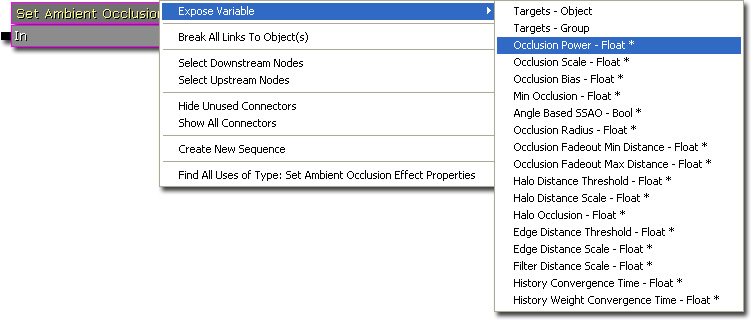 Set Ambient Occlusion
In
Expose Variable
Break All Links To Object(s)
Select Downstream Nodes
Select Upstream Nodes
Hide Unused Connectors
Show All Connectors
Create New Sequence
Find All Uses of Type: Set Ambient Occlusion Effect Properties
Targets - Object
Targets - Group
Occlusion Power - Float *
Occlusion Scale - Float *
Occlusion Bias - Float *
Min Occlusion - Float *
Angle Based SSAO - Bool *
Occlusion Radius - Float *
Occlusion Fadeout Min Distance - Float *
Occlusion Fadeout Max Distance - Float *
Halo Distance Threshold - Float *
Halo Distance Scale - Float *
Halo Occlusion - Float *
Edge Distance Threshold - Float *
Edge Distance Scale - Float *
Filter Distance Scale - Float *
History Convergence Time - Float *
History Weight Convergence Time - Float *